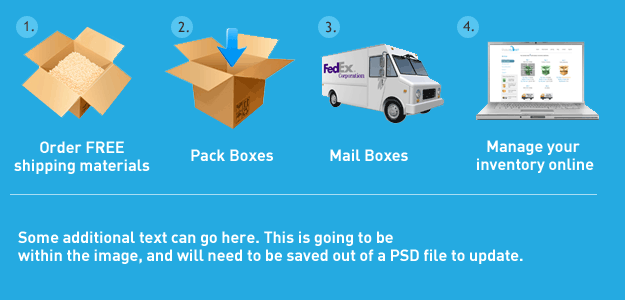 1.
2.
3.
4.
FedEx
Corporation
Order FREE
shipping materials
Pack Boxes
Mail Boxes
Manage your
inventory online
Some additional text can go here. This is going to be
within the image, and will need to be saved out of a PSD file to update.